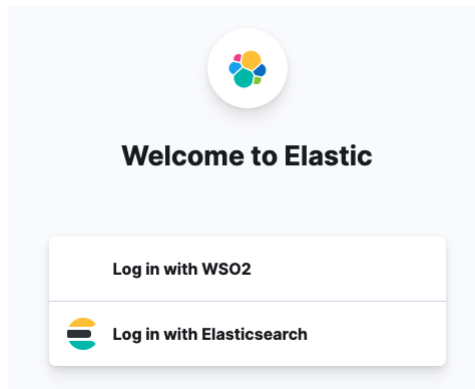 Welcome to Elastic
Log in with WSO2
Log in with Elasticsearch